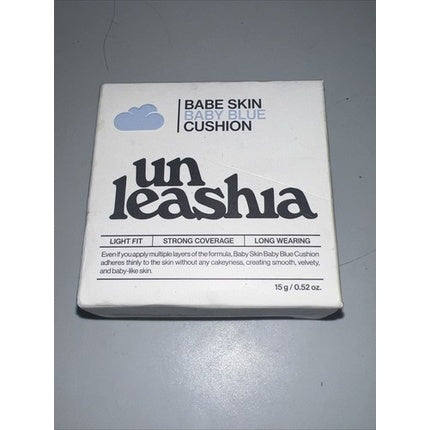 BABE SKIN
BABY BLUE
CUSHION
un
leashia
LIGHT FIT | STRONG COVERAGE | LONG WEARING
Even if you apply multiple layers of the formula, Baby Skin Baby Blue Cushion
adheres thinly to the skin without any cakeyness, creating smooth, velvety,
and baby-like skin.
15 g / 0.52 oz.